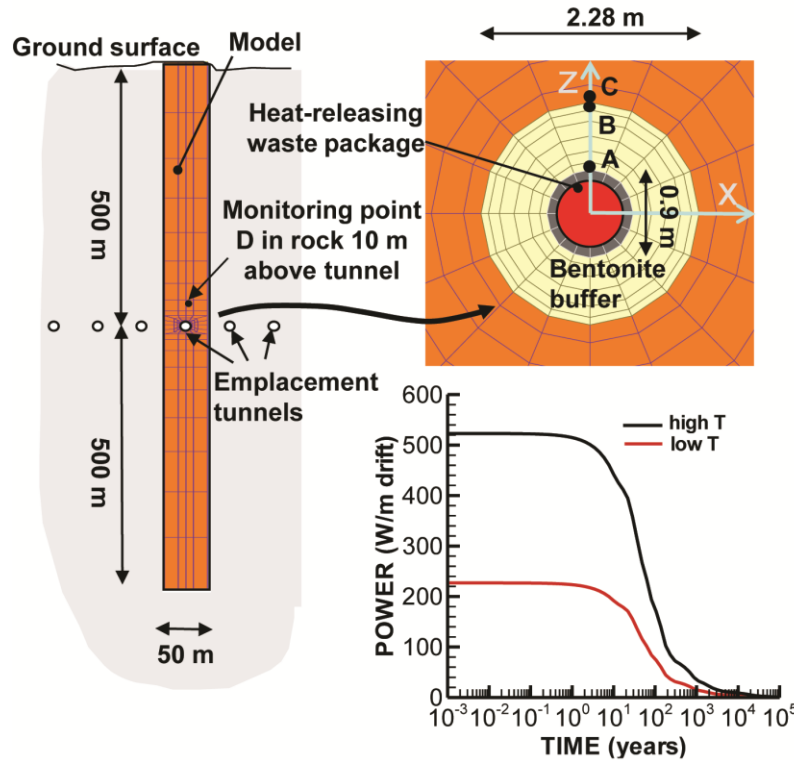 Ground surface
Model
2.28 m
Z
C
B
A
X
Heat-releasing
waste package
0.9 m
Bentonite
buffer
500 m
Monitoring point
D in rock 10 m
above tunnel
Emplacement
tunnels
500 m
50 m
POWER (W/m drift)
600
500
400
300
200
100
0
high T
low T
10⁻³ 10⁻² 10⁻¹ 10⁰ 10¹ 10² 10³ 10⁴ 10⁵
TIME (years)